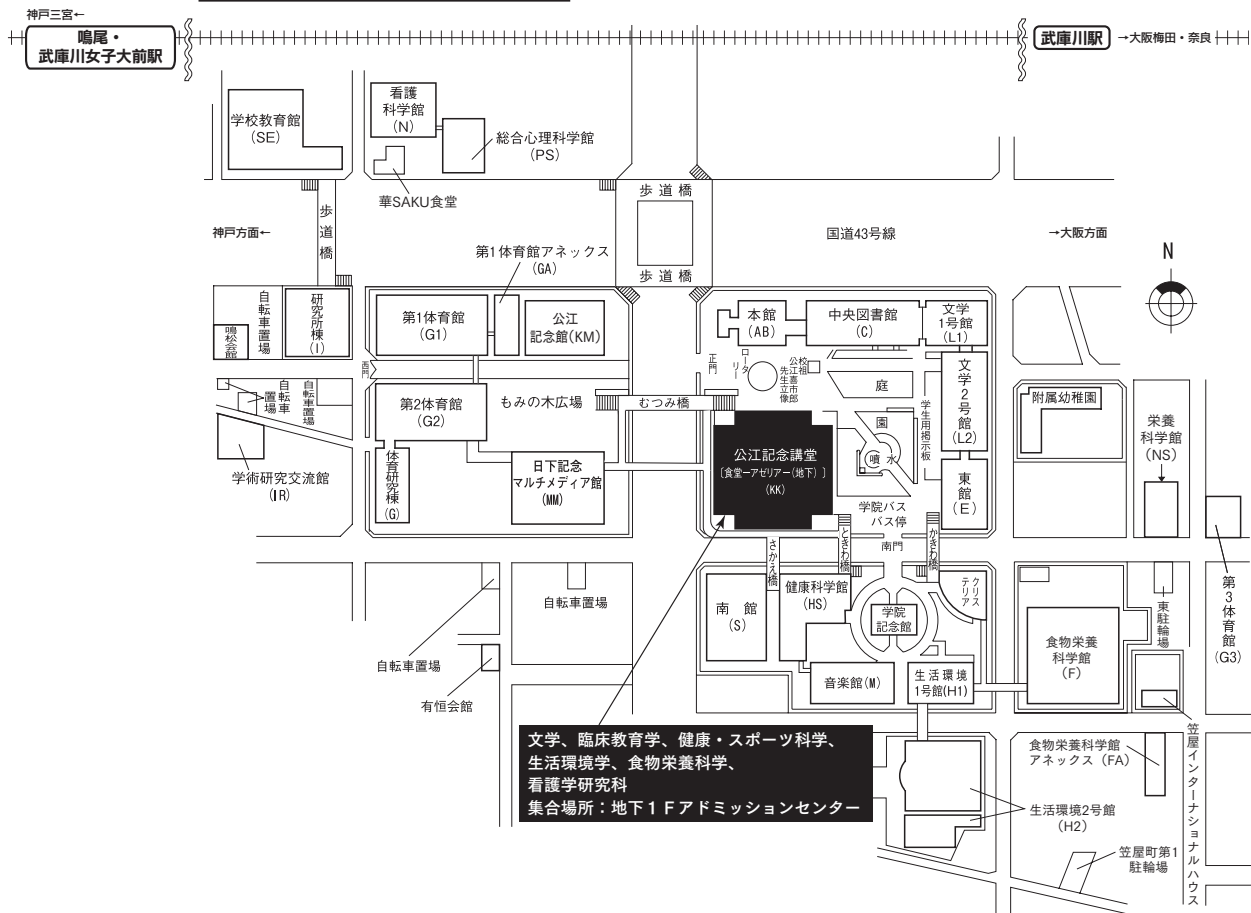 神戸三宮←
鳴尾・
武庫川女子大前駅
武庫川駅
→大阪梅田・奈良
学校教育館
(SE)
看護
科学館
(N)
総合心理科学館
(PS)
華SAKU食堂
歩道橋
歩道橋
歩道橋
神戸方面←
国道43号線
→大阪方面
N
第1体育館アネックス
(GA)
自転車置場
鳴松会館
研究所棟(I)
第1体育館
(G1)
公江
記念館(KM)
本館
(AB)
中央図書館
(C)
文学
1号館
(L1)
西門
正門
ロータリー
校祖
公江喜市郎
先生立像
庭
園
噴水
学生用掲示板
文学2号館
(L2)
自転車
置場
自転車置場
第2体育館
(G2)
もみの木広場
むつみ橋
附属幼稚園
栄養
科学館
(NS)
学術研究交流館
(IR)
体育研究棟
(G)
日下記念
マルチメディア館
(MM)
公江記念講堂
〔食堂ーアゼリアー(地下)〕
(KK)
東館
(E)
学院バス
バス停
南門
さかえ橋
ときわ橋
かきわ橋
自転車置場
自転車置場
有恒会館
南館
(S)
健康科学館
(HS)
学院
記念館
クリステリア
音楽館(M)
生活環境
1号館(H1)
食物栄養
科学館
(F)
東駐輪場
第3体育館
(G3)
文学、臨床教育学、健康・スポーツ科学、
生活環境学、食物栄養科学、
看護学研究科
集合場所：地下1Fアドミッションセンター
食物栄養科学館
アネックス(FA)
笠屋インターナショナルハウス
生活環境2号館
(H2)
笠屋町第1
駐輪場